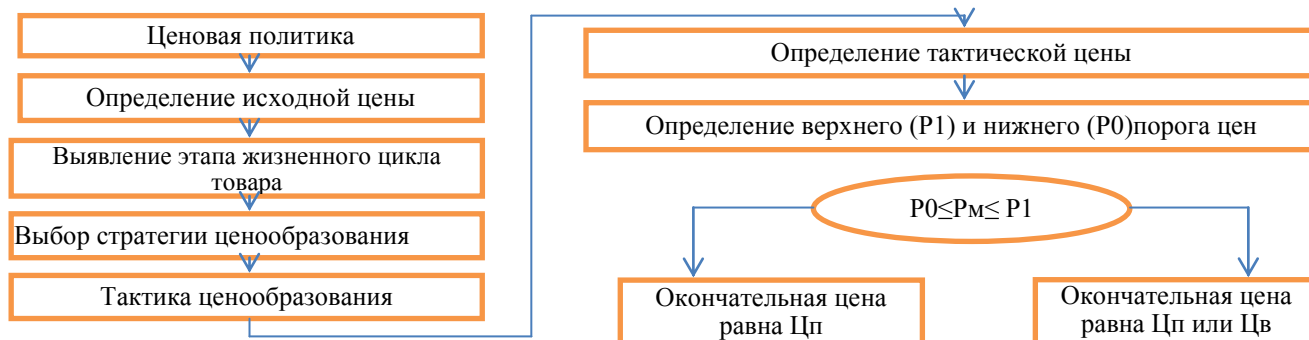 Ценовая политика
Определение исходной цены
Выявление этапа жизненного цикла
товара
Выбор стратегии ценообразования
Тактика ценообразования
Определение тактической цены
Определение верхнего (Р1) и нижнего (Р0)порога цен
Р0≤Рм≤ Р1
Окончательная цена
равна Цп
Окончательная цена
равна Цп или Цв